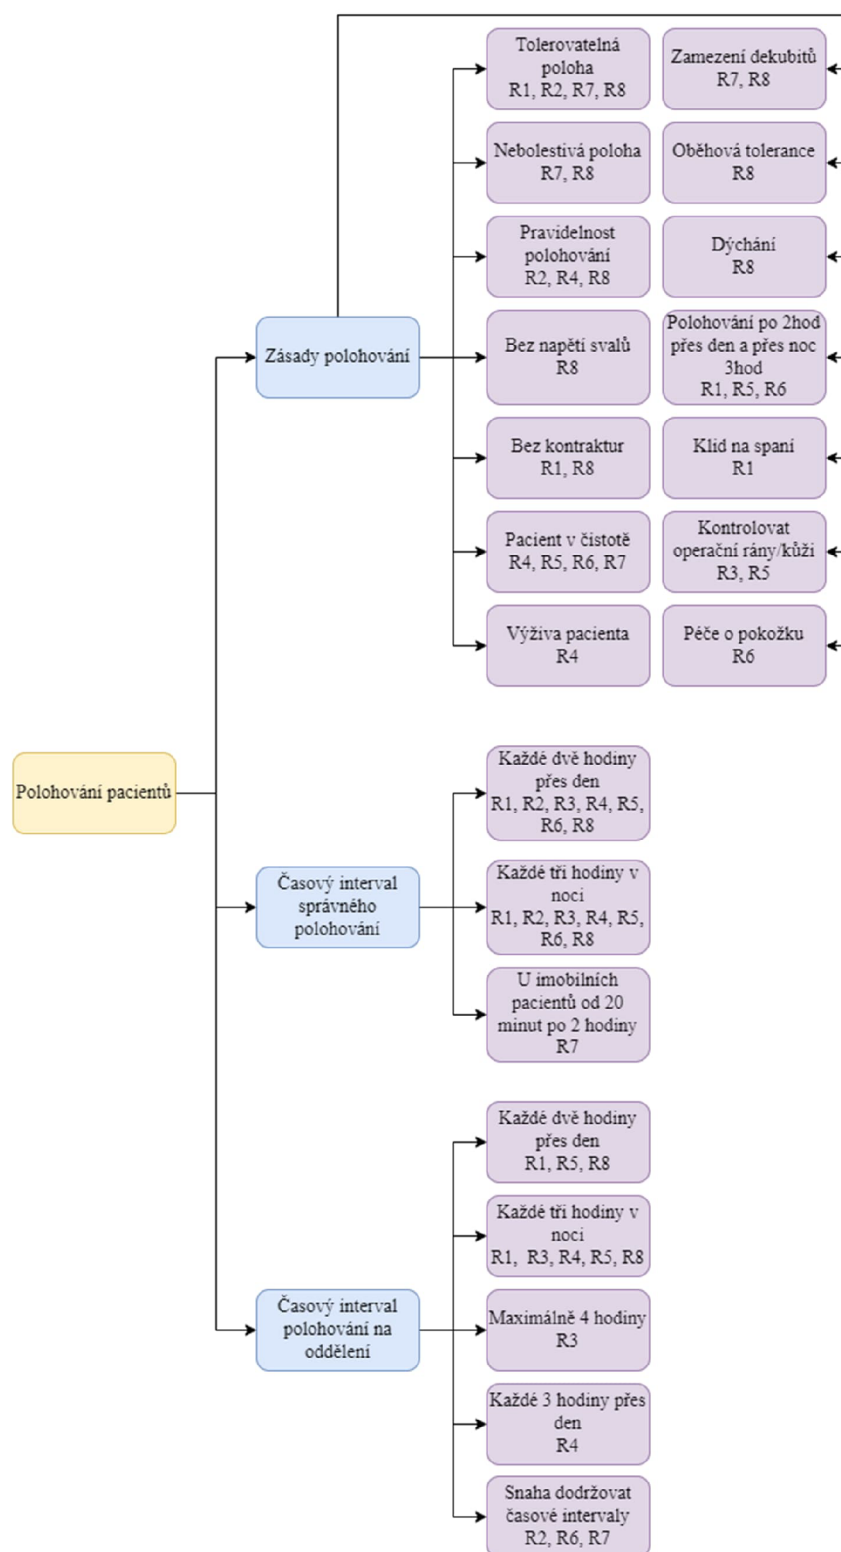 Polohování pacientů
Zásady polohování
Tolerovatelná
poloha
R1, R2, R7, R8
Nebolestivá poloha
R7, R8
Pravidelnost
polohování
R2, R4, R8
Bez napětí svalů
R8
Bez kontraktur
R1, R8
Pacient v čistotě
R4, R5, R6, R7
Výživa pacienta
R4
Zamezení dekubitů
R7, R8
Oběhová tolerance
R8
Dýchání
R8
Polohování po 2hod
přes den a přes noc
3hod
R1, R5, R6
Klid na spaní
R1
Kontrolovat
operační rány/kůži
R3, R5
Péče o pokožku
R6
Časový interval
správného
polohování
Každé dvě hodiny
přes den
R1, R2, R3, R4, R5,
R6, R8
Každé tři hodiny v
noci
R1, R2, R3, R4, R5,
R6, R8
U imobilních
pacientů od 20
minut po 2 hodiny
R7
Časový interval
polohování na
oddělení
Každé dvě hodiny
přes den
R1, R5, R8
Každé tři hodiny v
noci
R1, R3, R4, R5, R8
Maximálně 4 hodiny
R3
Každé 3 hodiny přes
den
R4
Snaha dodržovat
časové intervaly
R2, R6, R7